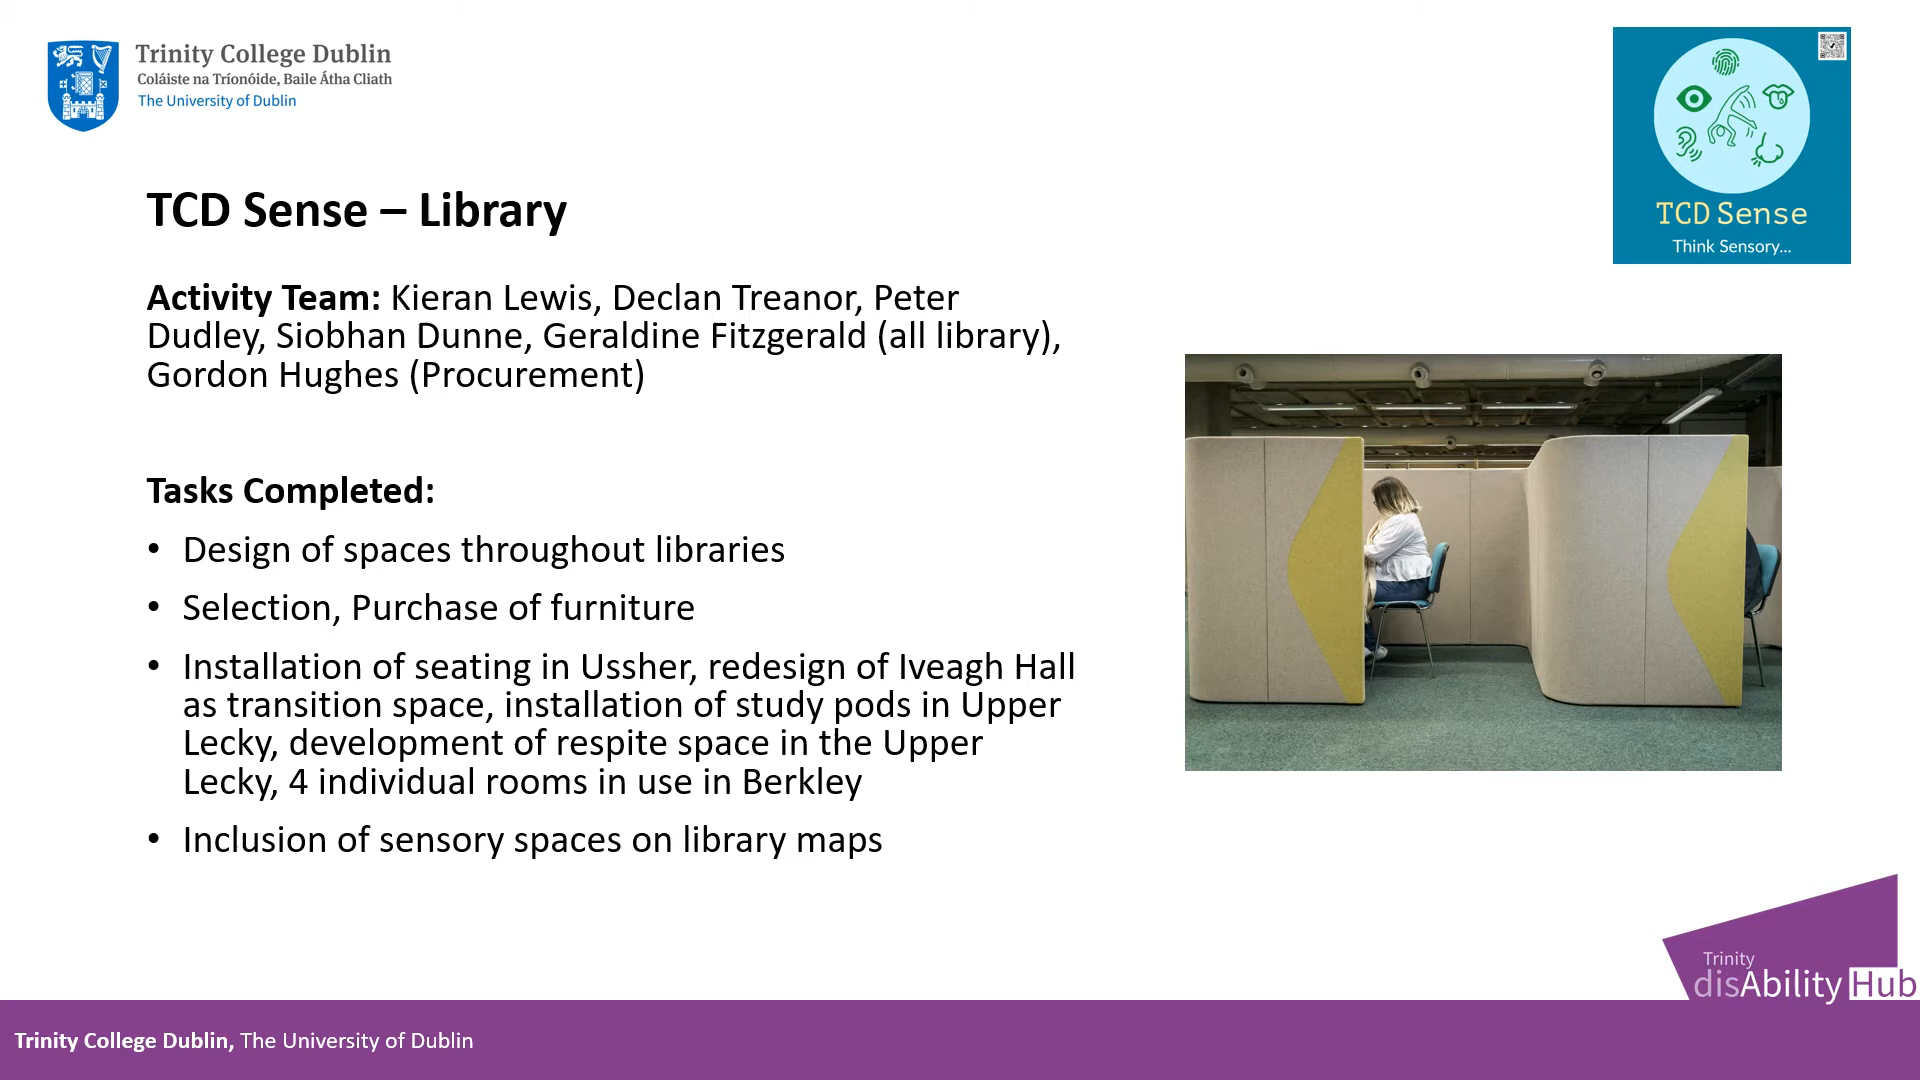 Trinity College Dublin
Coláiste na Tríonóide, Baile Átha Cliath
The University of Dublin
TCD Sense
Think Sensory...
TCD Sense – Library
Activity Team: Kieran Lewis, Declan Treanor, Peter
Dudley, Siobhan Dunne, Geraldine Fitzgerald (all library),
Gordon Hughes (Procurement)
Tasks Completed:
• Design of spaces throughout libraries
• Selection, Purchase of furniture
• Installation of seating in Ussher, redesign of Iveagh Hall
as transition space, installation of study pods in Upper
Lecky, development of respite space in the Upper
Lecky, 4 individual rooms in use in Berkley
• Inclusion of sensory spaces on library maps
Trinity
disAbility Hub
Trinity College Dublin, The University of Dublin